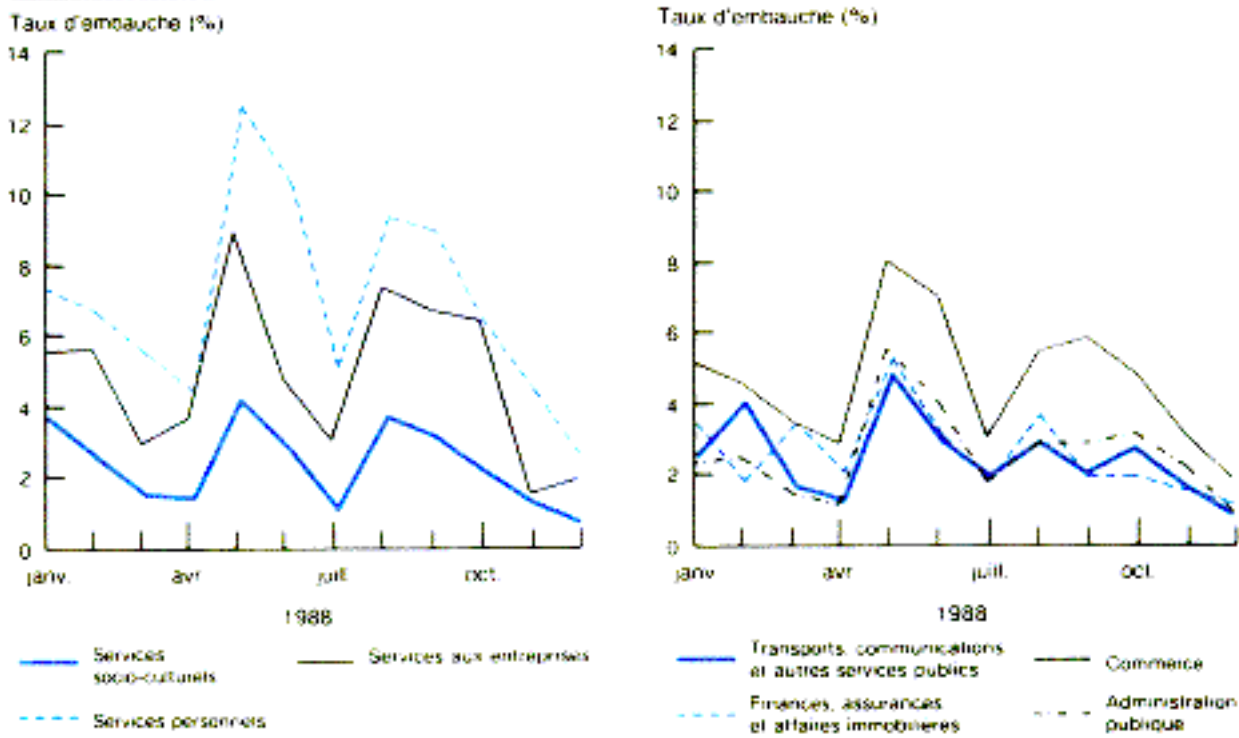 Taux d'embauche (%)
14
12
10
8
6
4
2
0
janv.
avr
juil.
oct.
1988
Services
socio-culturels
Services aux entreprises
Services personnels
Taux d'embauche (%)
14
12
10
8
6
4
2
0
janv
avr
juill.
oct.
1988
Transports, communications
et autres services publics
Commerce
Finances, assurances
et affaires immobilières
Administration
publique